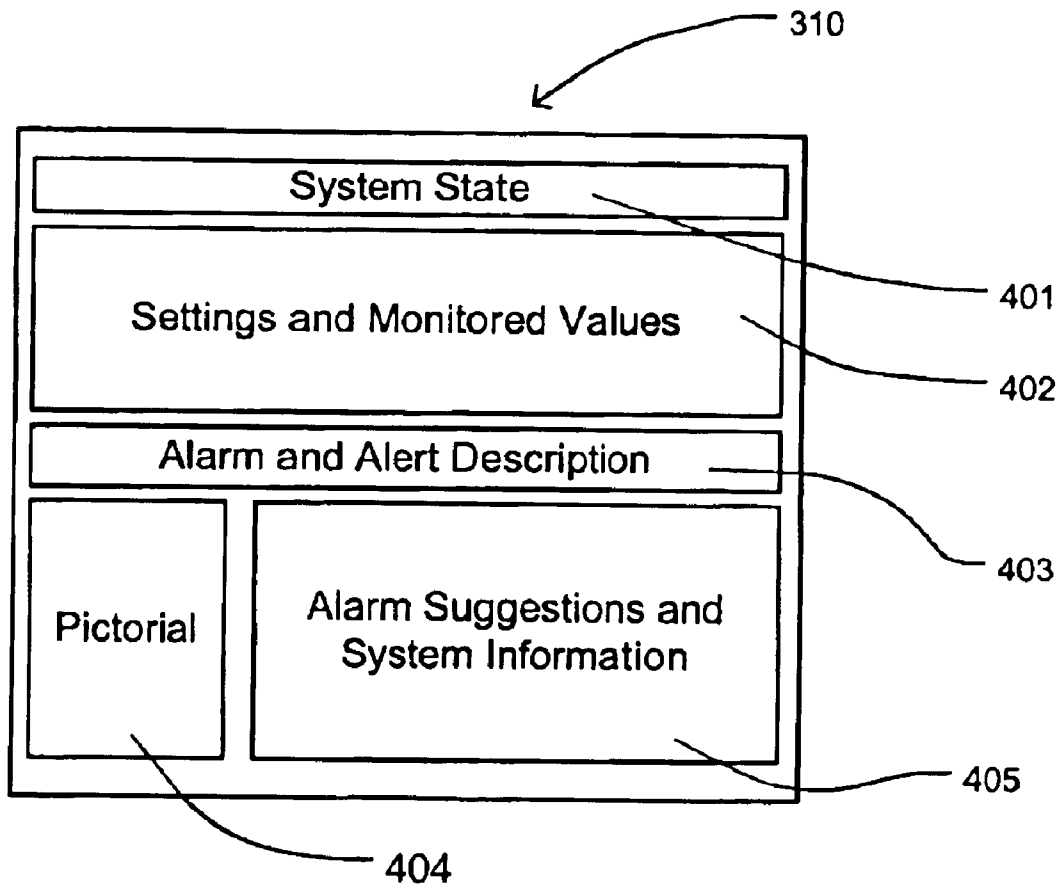 310
System State
401
Settings and Monitored Values
402
Alarm and Alert Description
403
Pictorial
Alarm Suggestions and
System Information
405
404